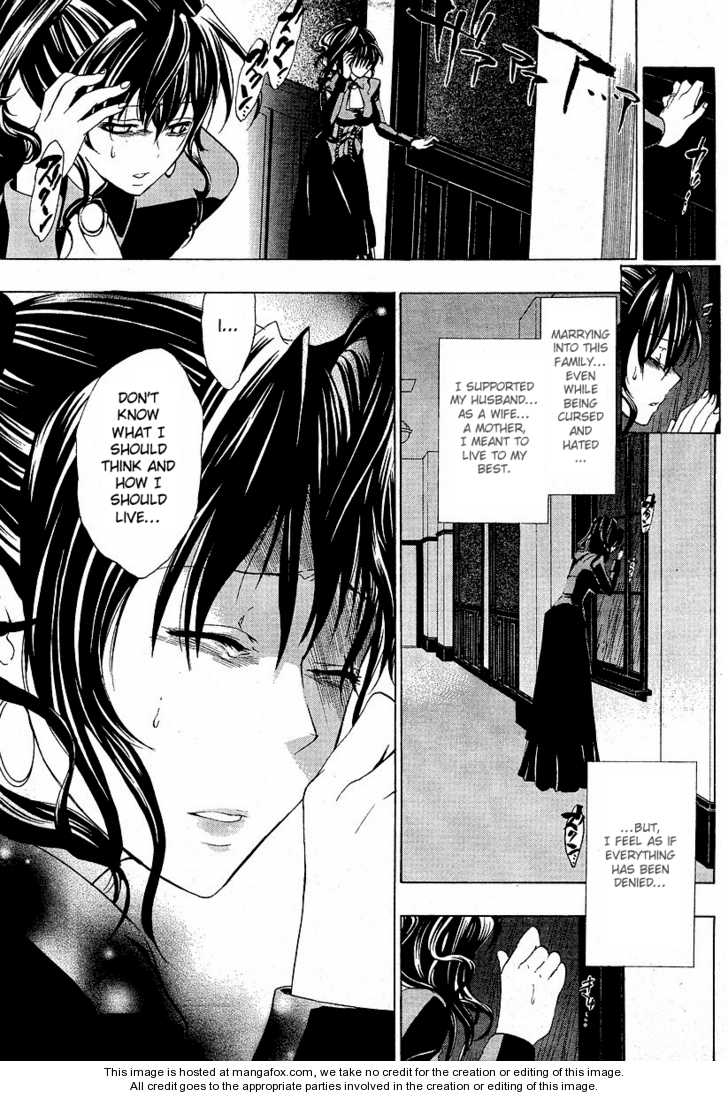 MARRYING
INTO THIS
FAMILY...
EVEN
WHILE
BEING
CURSED
AND
HATED
...
I SUPPORTED
MY HUSBAND...
AS A WIFE...
A MOTHER,
I MEANT TO
LIVE TO MY
BEST.
...BUT,
I FEEL AS IF
EVERYTHING
HAS BEEN
DENIED...
I...
DON'T
KNOW
WHAT I
SHOULD
THINK AND
HOW I
SHOULD
LIVE...
This image is hosted at mangafox.com, we take no credit for the creation or editing of this image.
All credit goes to the appropriate parties involved in the creation or editing of this image.